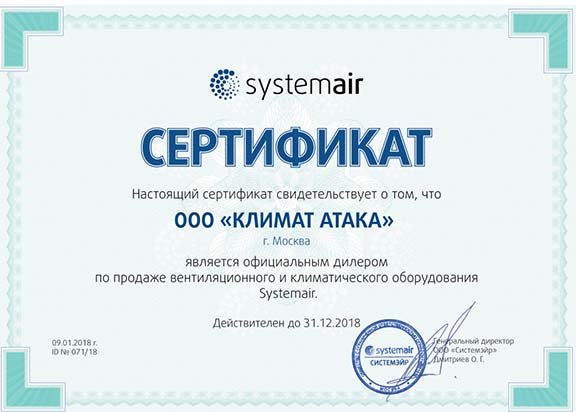 systemair
СЕРТИФИКАТ
Настоящий сертификат свидетельствует о том, что
ООО «КЛИМАТ АТАКА»
г. Москва
является официальным дилером
по продаже вентиляционного и климатического оборудования
Systemair.
Действителен до 31.12.2018
09.01.2018 г.
ID № 071/18
systemair
СИСТЕМЭЙР
Генеральный директор
ООО «Системэйр»
Дмитриев О. Г.